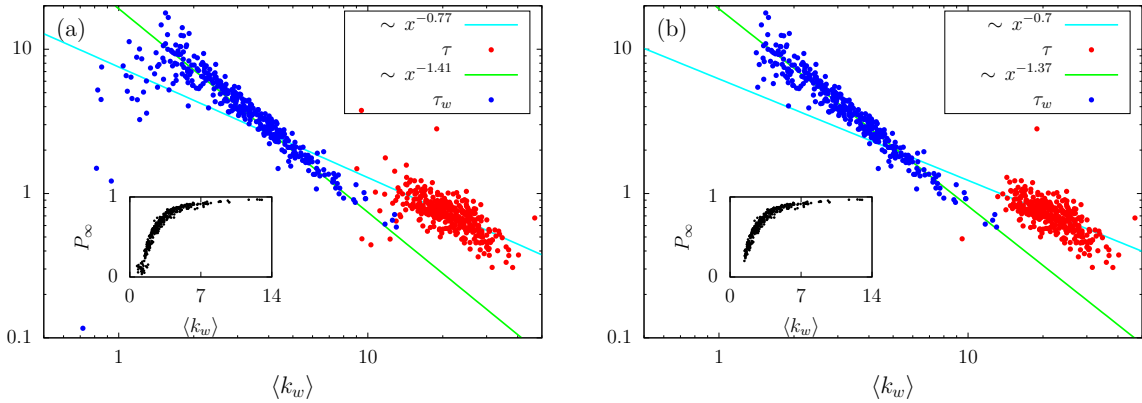 (a)
∼ x^{-0.77}
τ
∼ x^{-1.41}
τ_w
10
1
0.1
1
10
⟨k_w⟩
P_∞
1
0
0
7
14
⟨k_w⟩
(b)
∼ x^{-0.7}
τ
∼ x^{-1.37}
τ_w
10
1
0.1
1
10
⟨k_w⟩
P_∞
1
0
0
7
14
⟨k_w⟩